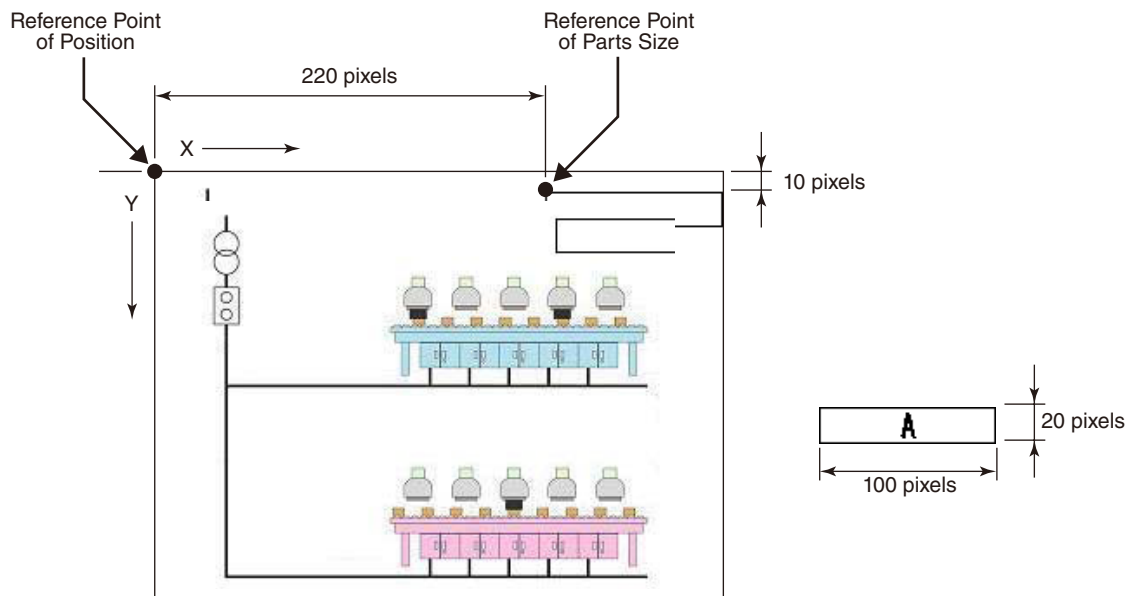 Reference Point
of Position
Reference Point
of Parts Size
220 pixels
X
10 pixels
Y
A
20 pixels
100 pixels